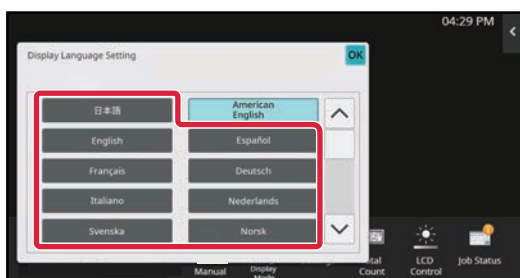 04:29 PM
Display Language Setting
OK
日本語
American
English
English
Español
Français
Deutsch
Italiano
Nederlands
Svenska
Norsk
Manual
Display
Mode
Count
LCD
Control
Job Status